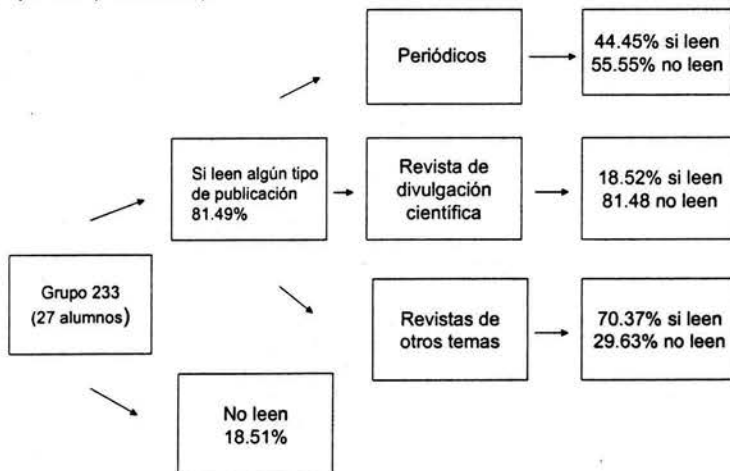 Periódicos
44.45% si leen
55.55% no leen
Si leen algún tipo
de publicación
81.49%
Revista de
divulgación
científica
18.52% si leen
81.48 no leen
Grupo 233
(27 alumnos)
Revistas de
otros temas
70.37% si leen
29.63% no leen
No leen
18.51%